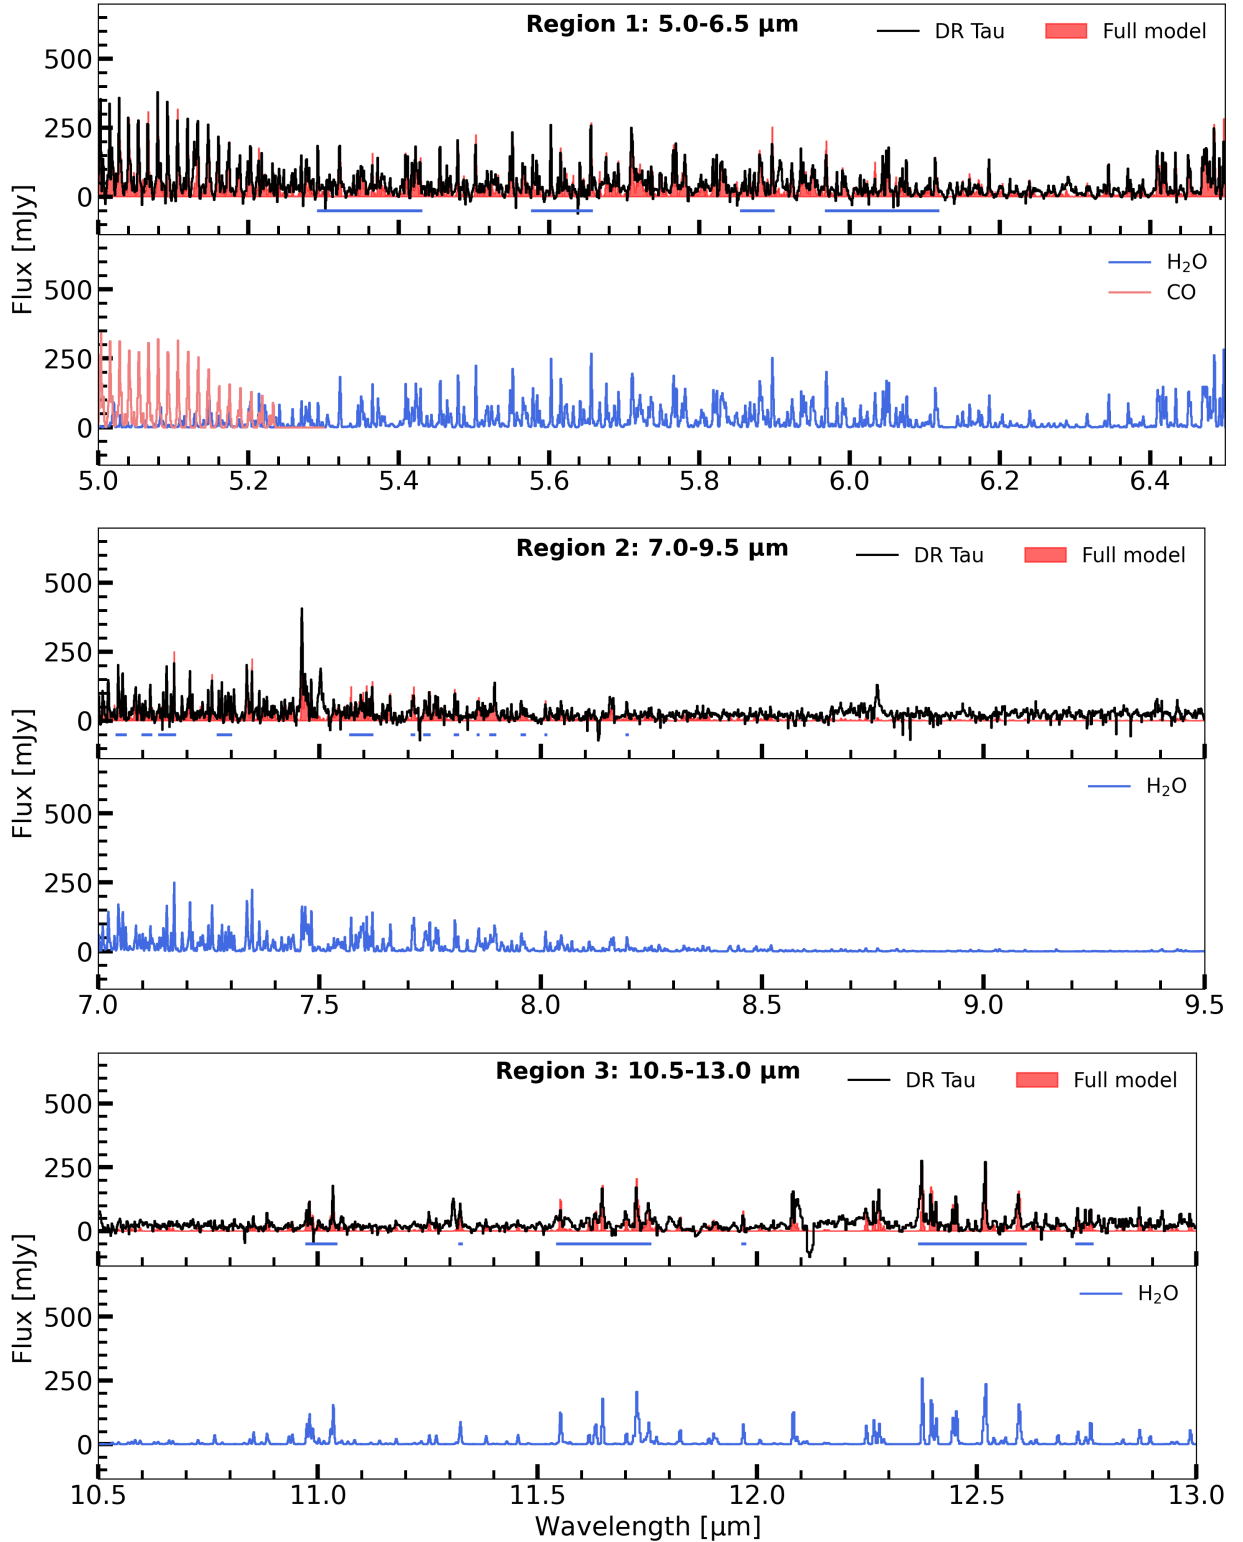 Region 1: 5.0-6.5 µm
DR Tau
Full model
500
250
0
Flux [mJy]
H₂O
CO
500
250
0
5.0 5.2 5.4 5.6 5.8 6.0 6.2 6.4
Region 2: 7.0-9.5 µm
DR Tau
Full model
500
250
0
Flux [mJy]
H₂O
500
250
0
7.0 7.5 8.0 8.5 9.0 9.5
Region 3: 10.5-13.0 µm
DR Tau
Full model
500
250
0
Flux [mJy]
H₂O
500
250
0
10.5 11.0 11.5 12.0 12.5 13.0
Wavelength [µm]